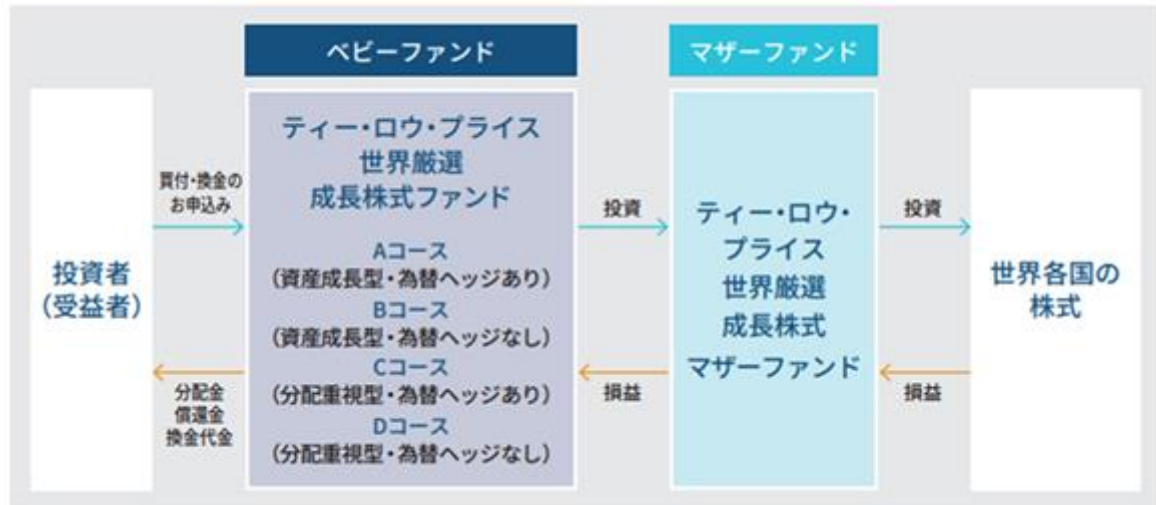 ベビーファンド
マザーファンド
投資者
（受益者）
買付・換金の
お申込み
分配金
償還金
換金代金
ティー・ロウ・プライス
世界厳選
成長株式ファンド
Aコース
（資産成長型・為替ヘッジあり）
Bコース
（資産成長型・為替ヘッジなし）
Cコース
（分配重視型・為替ヘッジあり）
Dコース
（分配重視型・為替ヘッジなし）
投資
損益
ティー・ロウ・
プライス
世界厳選
成長株式
マザーファンド
投資
損益
世界各国の
株式